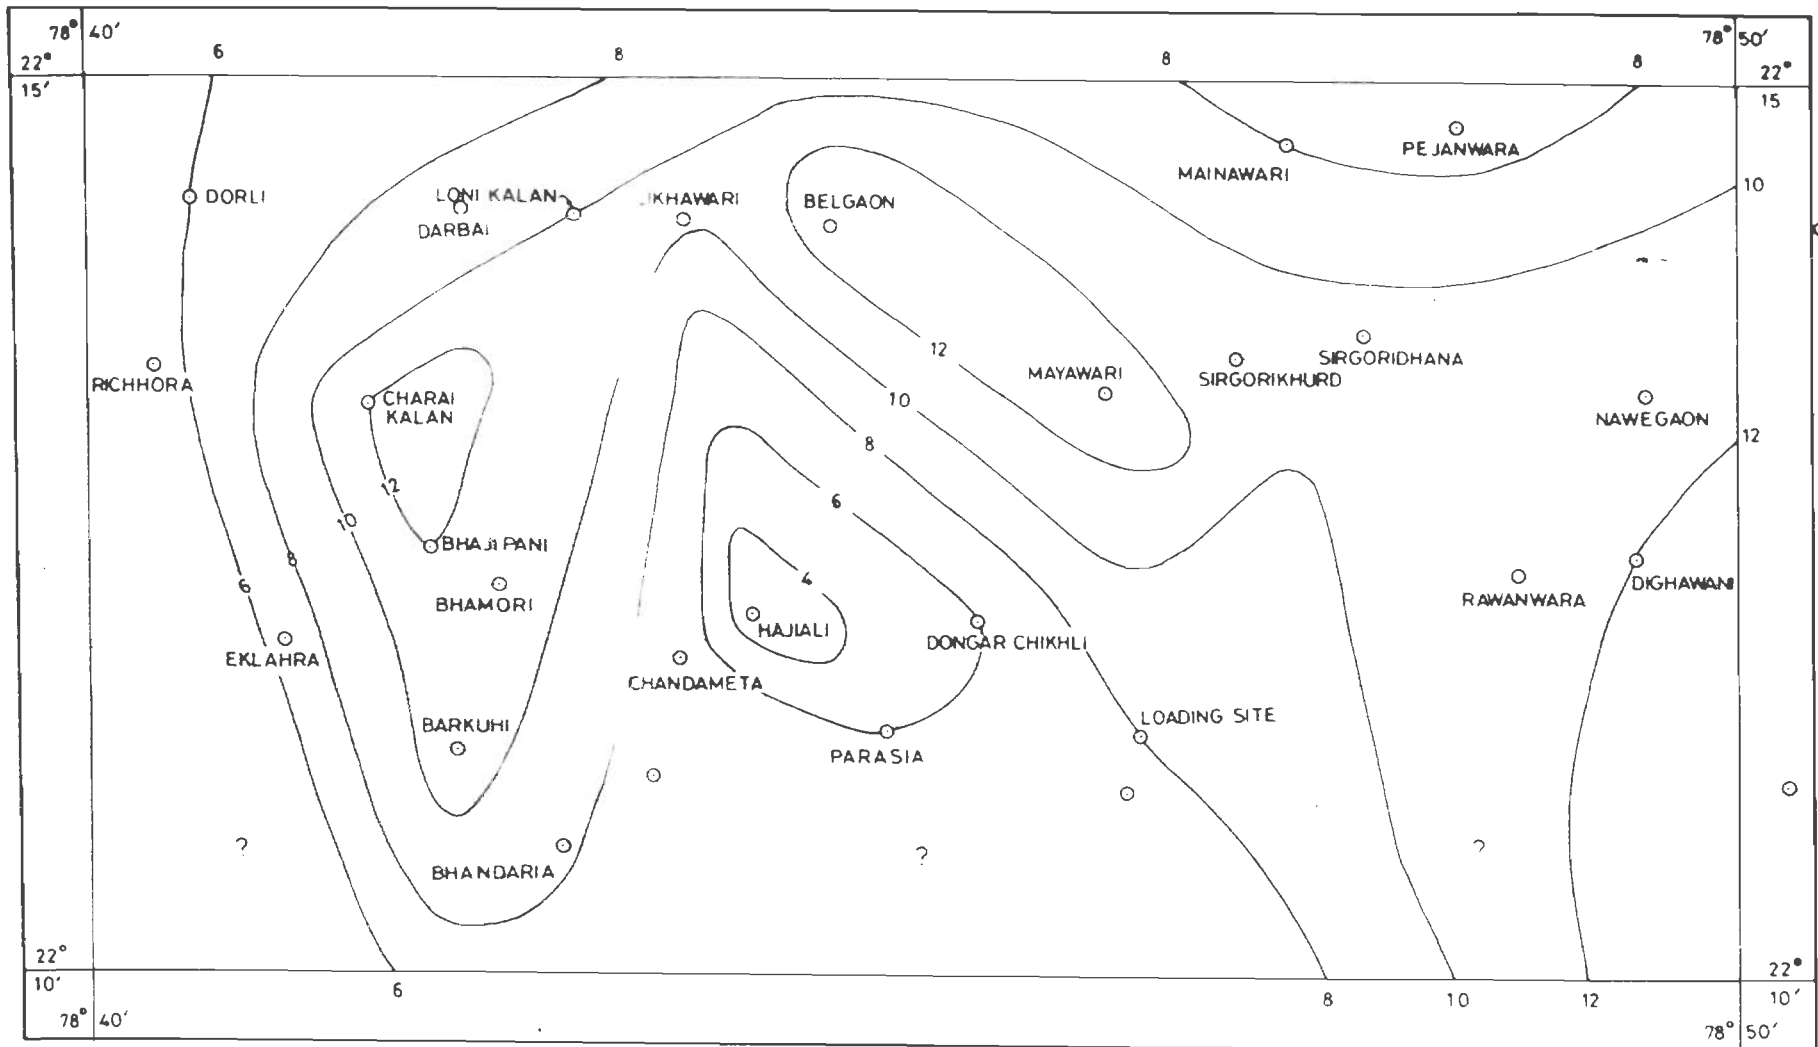 78° 40′
6
8
8
8
78° 50′
22°
15′
22°
15
PEJANWARA
MAINAWARI
10
DORLI
LONI KALAN
DARBAI
IKHAWARI
BELGAON
12
MAYAWARI
SIRGORIKHURD
SIRGORIDHANA
RICHHORA
CHARAI
KALAN
10
NAWEGAON
8
12
12
6
10
BHAJIPANI
8
6
4
BHAMORI
RAWANWARA
DIGHAWANI
HAJIALI
DONGAR CHIKHLI
EKLAHRA
CHANDAMETA
BARKUHI
LOADING SITE
PARASIA
?
?
?
BHANDARIA
22°
10′
22°
10′
6
8
10
12
78° 40′
78° 50′